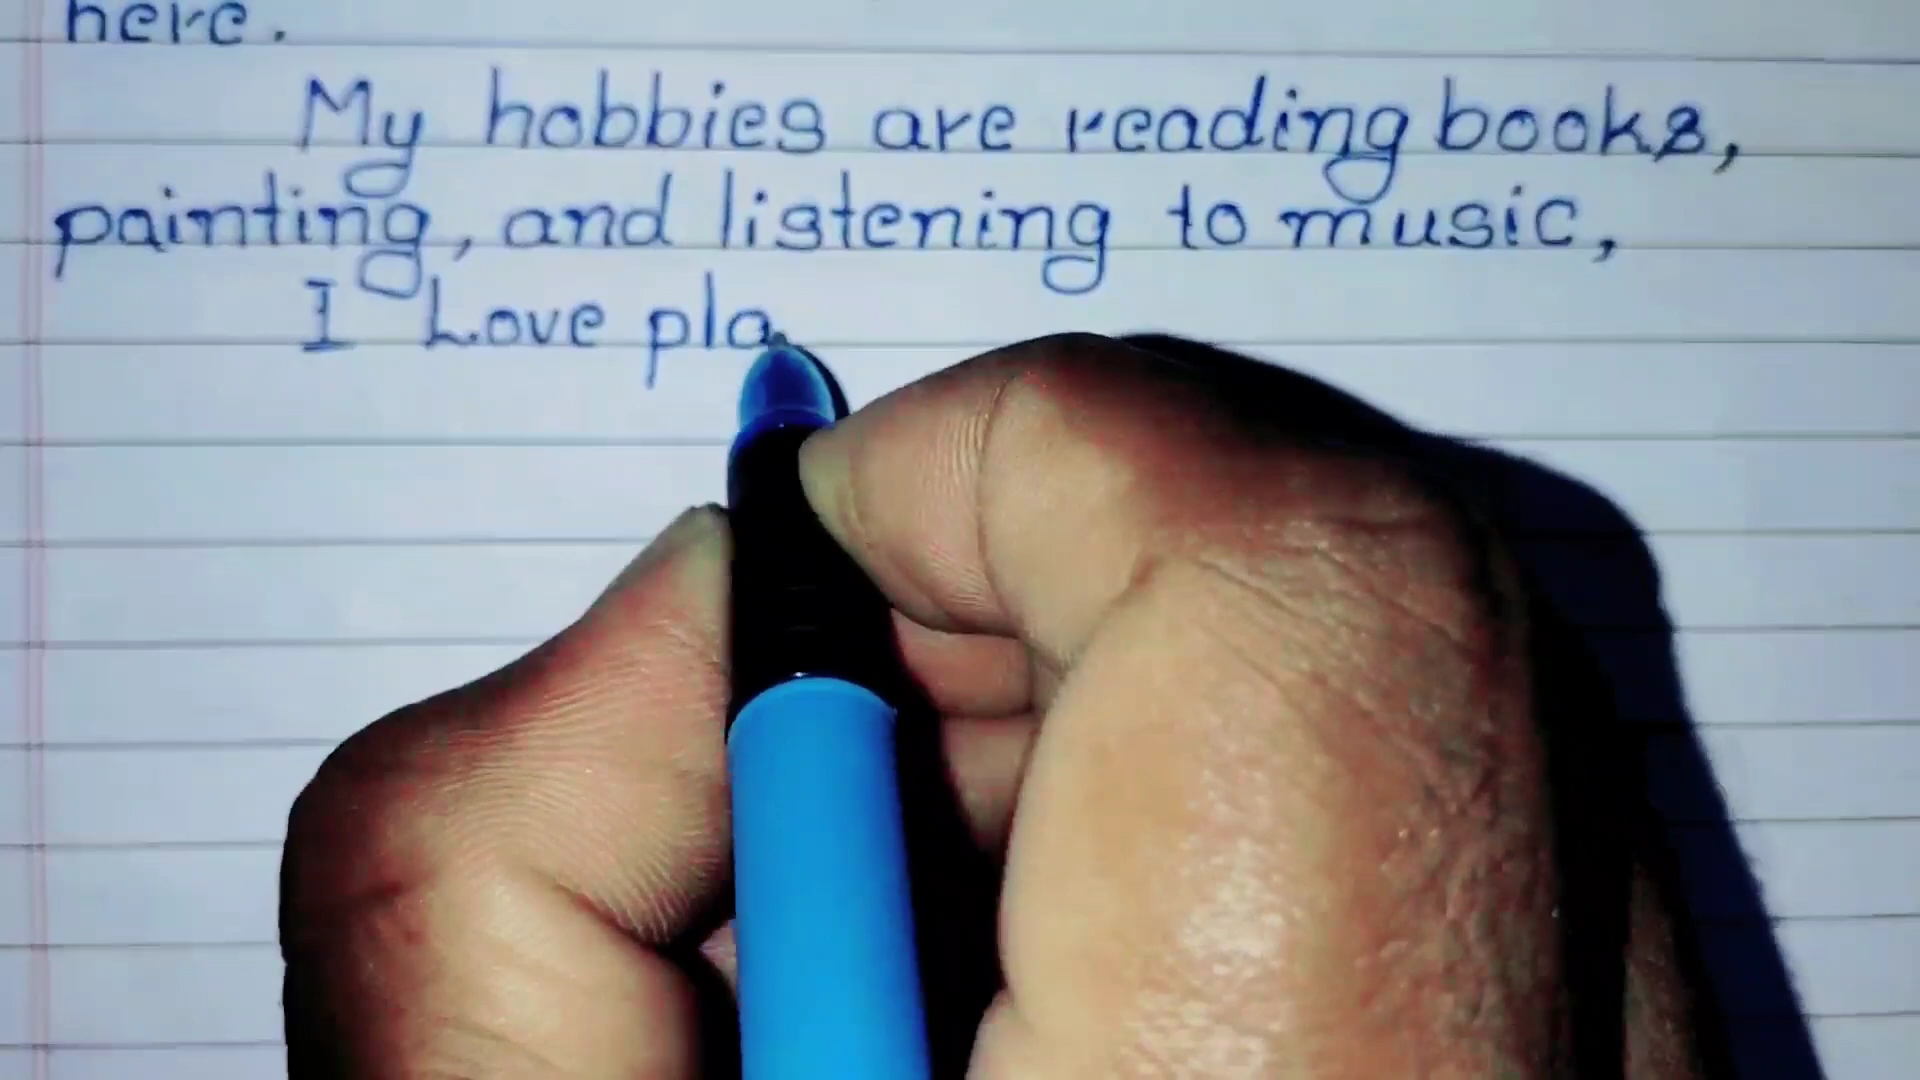 here.
My hobbies are reading books,
painting, and listening to music,
I Love pla